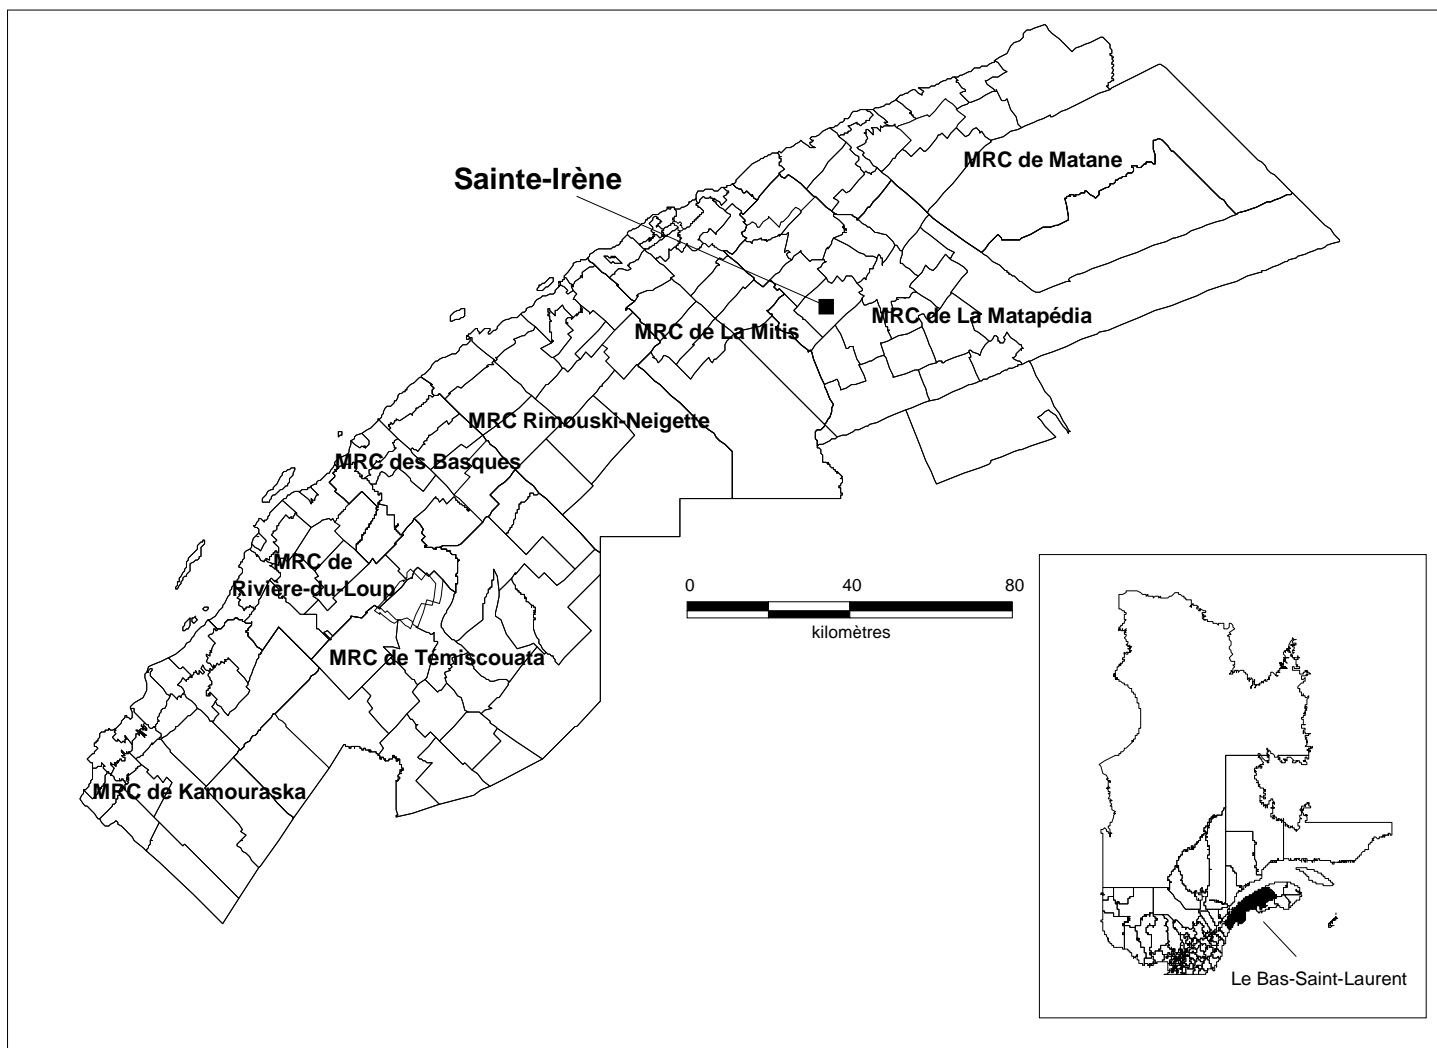 MRC de Matane
Sainte-Irène
MRC de La Matapédia
MRC de La Mitis
MRC Rimouski-Neigette
MRC des Basques
MRC de
Rivière-du-Loup
0 40 80
kilomètres
MRC de Témiscouata
MRC de Kamouraska
Le Bas-Saint-Laurent